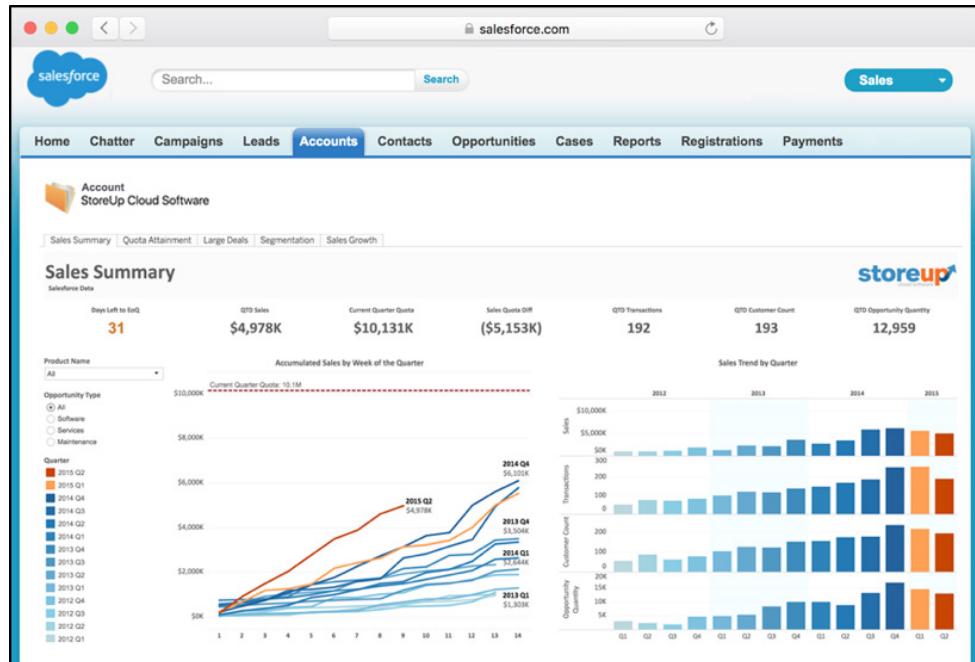 salesforce.com
salesforce
Search...
Search
Sales
Home Chatter Campaigns Leads Accounts Contacts Opportunities Cases Reports Registrations Payments
Account
StoreUp Cloud Software
Sales Summary Quota Attainment Large Deals Segmentation Sales Growth
Sales Summary
Salesforce Data
storeup
cloud software
Days Left to EoQ QTD Sales Current Quarter Quota Sales Quota Diff QTD Transactions QTD Customer Count QTD Opportunity Quantity
31 $4,978K $10,131K ($5,153K) 192 193 12,959
Product Name
All
Opportunity Type
All
Software
Services
Maintenance
Quarter
2015 Q2
2015 Q1
2014 Q4
2014 Q3
2014 Q2
2014 Q1
2013 Q4
2013 Q3
2013 Q2
2013 Q1
2012 Q4
2012 Q3
2012 Q2
2012 Q1
Accumulated Sales by Week of the Quarter
Current Quarter Quote: 10.1M
$10,000K
$8,000K
$6,000K
$4,000K
$2,000K
$0K
2014 Q4
$6,101K
2015 Q2
$4,978K
2013 Q4
$3,504K
2014 Q1
$2,644K
2013 Q1
$1,303K
1 2 3 4 5 6 7 8 9 10 11 12 13 14
Sales Trend by Quarter
2012 2013 2014 2015
Sales
$10,000K
$5,000K
$0K
Transactions
300
200
100
0
Customer Count
200
100
0
Opportunity
Quantity
20K
15K
10K
5K
Q1 Q2 Q3 Q4 Q1 Q2 Q3 Q4 Q1 Q2 Q3 Q4 Q1 Q2